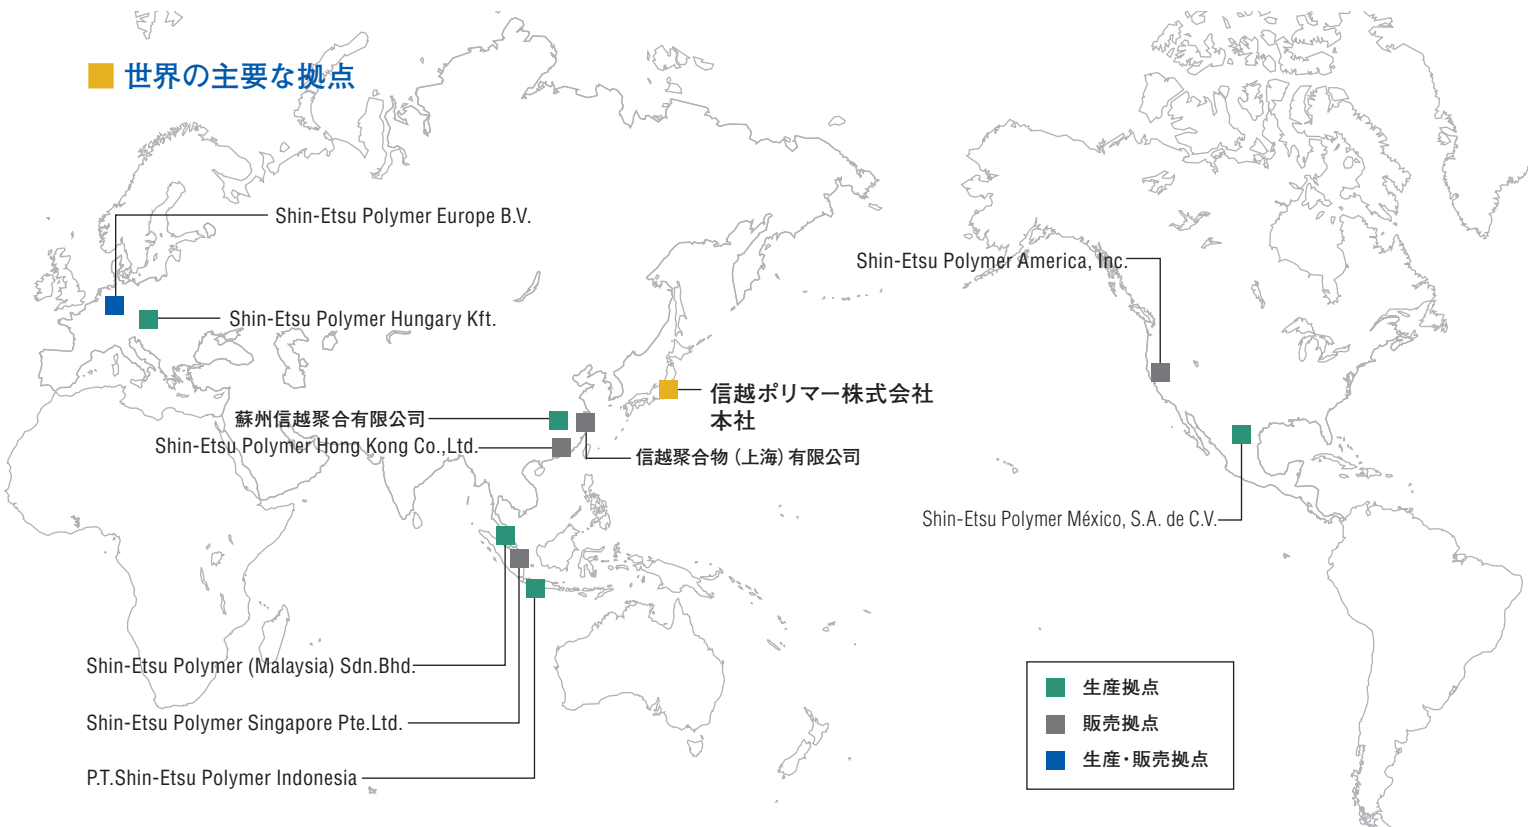 世界の主要な拠点
Shin-Etsu Polymer Europe B.V.
Shin-Etsu Polymer America, Inc.
Shin-Etsu Polymer Hungary Kft.
信越ポリマー株式会社
本社
蘇州信越聚合有限公司
Shin-Etsu Polymer Hong Kong Co.,Ltd.
信越聚合物（上海）有限公司
Shin-Etsu Polymer México, S.A. de C.V.
Shin-Etsu Polymer (Malaysia) Sdn.Bhd.
Shin-Etsu Polymer Singapore Pte.Ltd.
P.T.Shin-Etsu Polymer Indonesia
生産拠点
販売拠点
生産・販売拠点